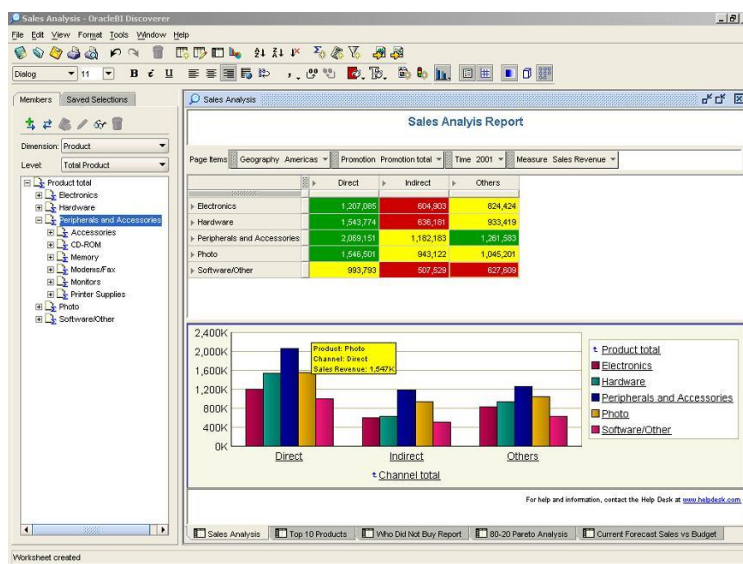 Sales Analysis - OracleBI Discoverer
File Edit View Format Tools Window Help
Dialog 11 B i U
Members Saved Selections
Dimension: Product
Level: Total Product
Product total
Electronics
Hardware
Peripherals and Accessories
Accessories
CD-ROM
Memory
Modems/Fax
Monitors
Printer Supplies
Photo
Software/Other
Sales Analysis
Sales Analyis Report
Page Items Geography Americas Promotion Promotion total Time 2001 Measure Sales Revenue
Direct Indirect Others
Electronics 1,207,085 604,903 824,424
Hardware 1,543,774 636,181 933,419
Peripherals and Accessories 2,069,151 1,182,183 1,261,583
Photo 1,546,501 943,122 1,045,201
Software/Other 993,793 507,529 627,609
2,400K
2,000K
1,600K
1,200K
800K
400K
0K
Product: Photo
Channel: Direct
Sales Revenue: 1,547K
Direct Indirect Others
Channel total
Product total
Electronics
Hardware
Peripherals and Accessories
Photo
Software/Other
For help and information, contact the Help Desk at www.helpdesk.com
Sales Analysis Top 10 Products Who Did Not Buy Report 80-20 Pareto Analysis Current Forecast Sales vs Budget
Worksheet created